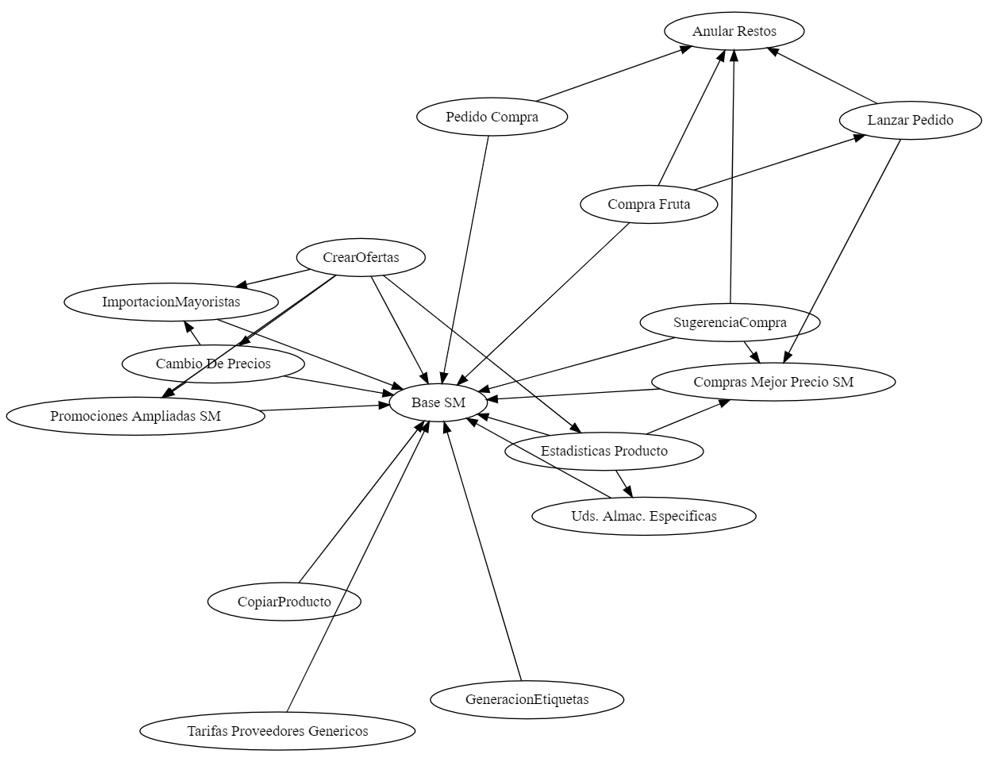 Anular Restos
Pedido Compra
Lanzar Pedido
Compra Fruta
CrearOfertas
ImportacionMayoristas
SugerenciaCompra
Cambio De Precios
Compras Mejor Precio SM
Base SM
Promociones Ampliadas SM
Estadisticas Producto
Uds. Almac. Especificas
CopiarProducto
GeneracionEtiquetas
Tarifas Proveedores Genericos